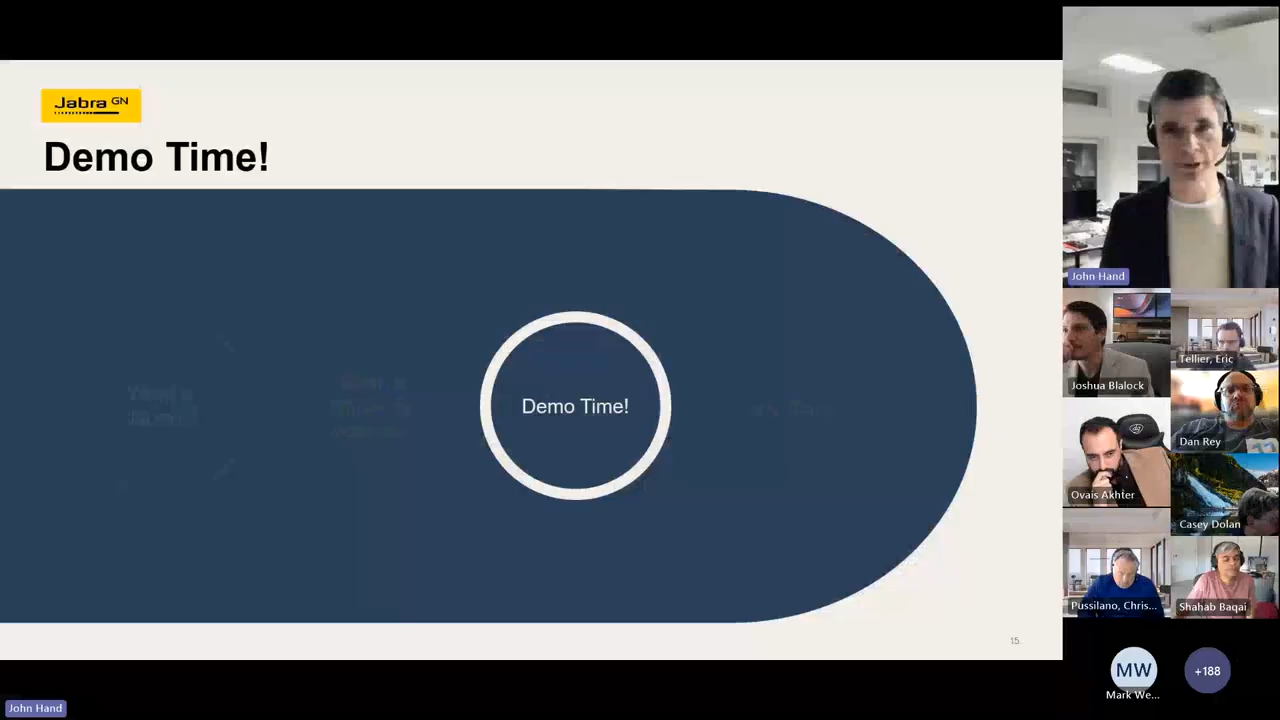 Jabra GN
Demo Time!
Demo Time!
15
John Hand
John Hand
Joshua Blalock
Tellier, Eric
Dan Rey
Ovais Akhter
Casey Dolan
Pussilano, Chris...
Shahab Baqai
MW
+188
Mark We...